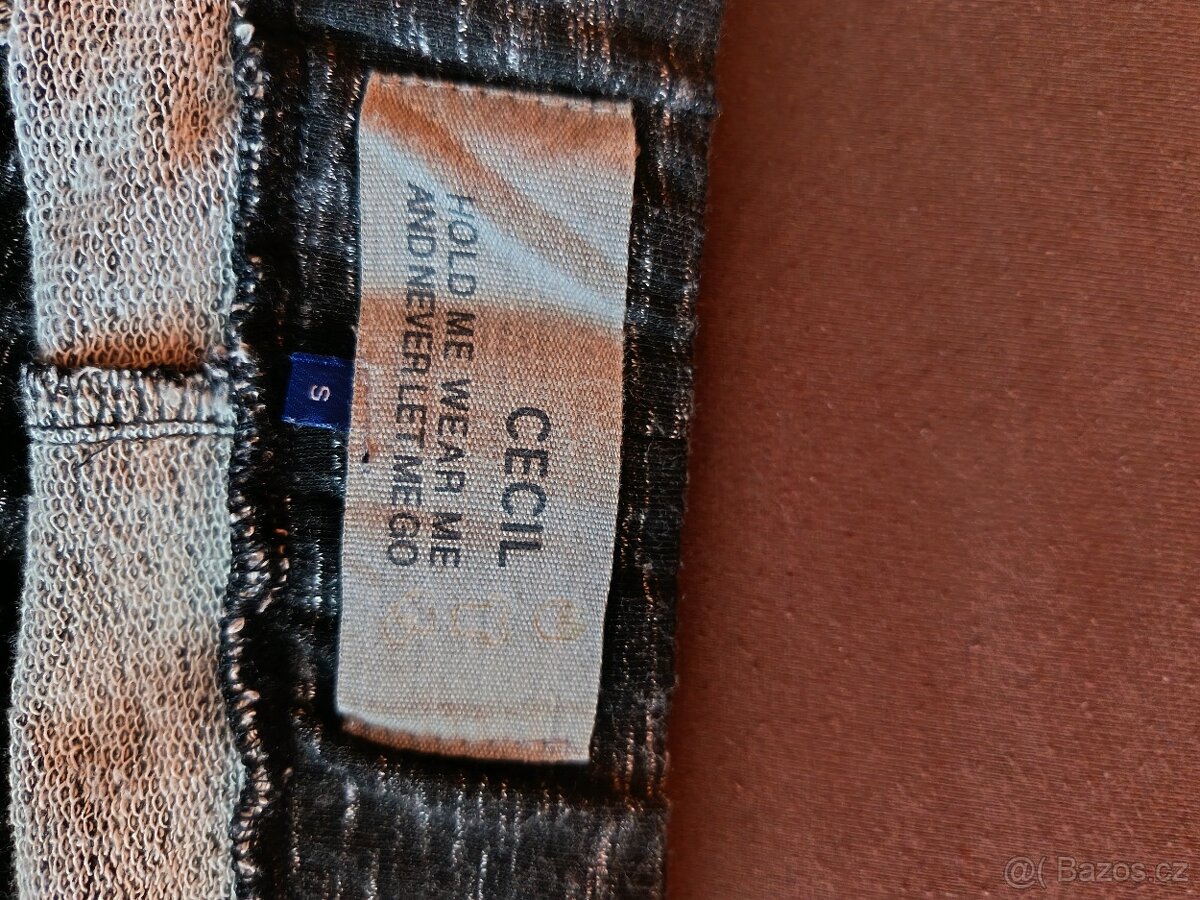 CECIL
HOLD ME WEAR ME
AND NEVER LET ME GO
S
@( Bazos.cz